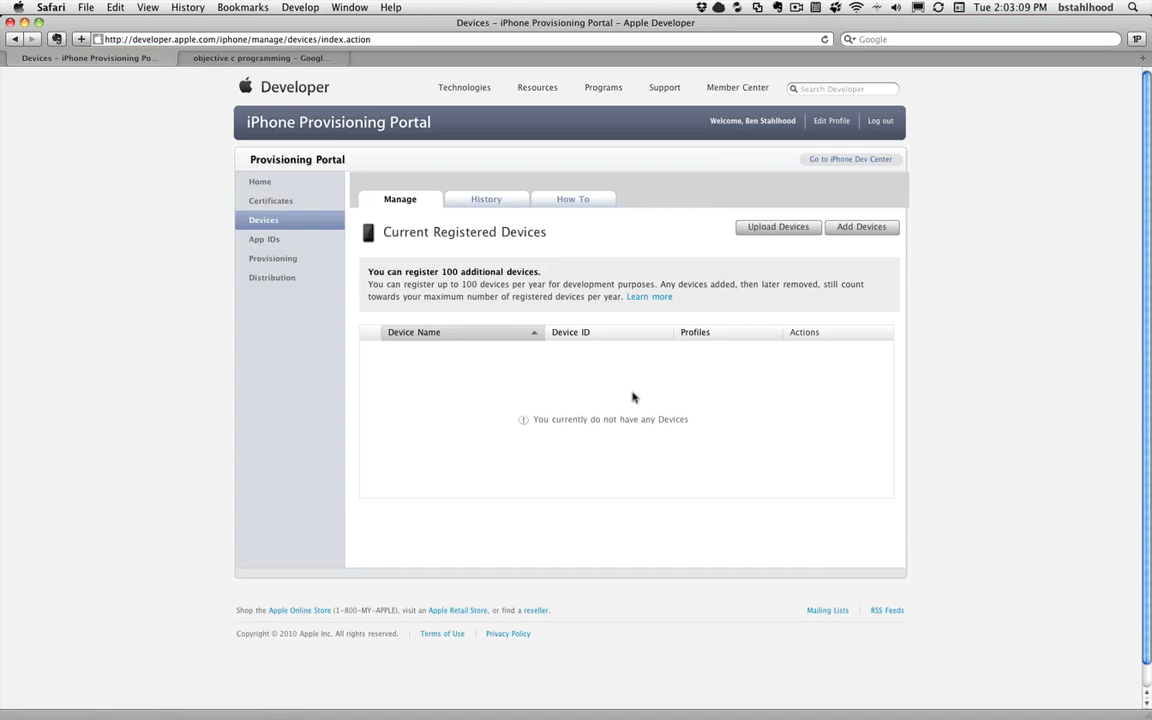 Safari File Edit View History Bookmarks Develop Window Help Tue 2:03:09 PM bstahlhood
Devices – iPhone Provisioning Portal – Apple Developer
http://developer.apple.com/iphone/manage/devices/index.action Google 1P
Devices – iPhone Provisioning Po... objective c programming – Googl...
Developer Technologies Resources Programs Support Member Center Search Developer
iPhone Provisioning Portal Welcome, Ben Stahlhood Edit Profile Log out
Provisioning Portal Go to iPhone Dev Center
Home
Certificates
Devices
App IDs
Provisioning
Distribution
Manage History How To
Current Registered Devices Upload Devices Add Devices
You can register 100 additional devices.
You can register up to 100 devices per year for development purposes. Any devices added, then later removed, still count
towards your maximum number of registered devices per year. Learn more
Device Name Device ID Profiles Actions
You currently do not have any Devices
Shop the Apple Online Store (1-800-MY-APPLE), visit an Apple Retail Store, or find a reseller. Mailing Lists RSS Feeds
Copyright © 2010 Apple Inc. All rights reserved. Terms of Use Privacy Policy